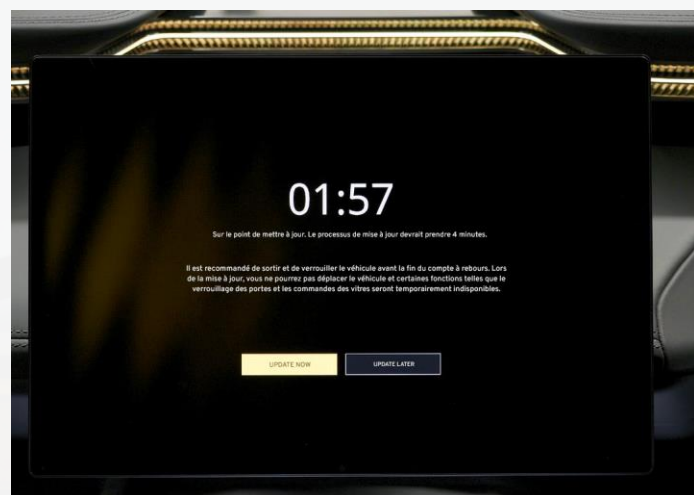 01:57
Sur le point de mettre à jour. Le processus de mise à jour devrait prendre 4 minutes.
Il est recommandé de sortir et de verrouiller le véhicule avant la fin du compte à rebours. Lors
de la mise à jour, vous ne pourrez pas déplacer le véhicule et certaines fonctions telles que le
verrouillage des portes et les commandes des vitres seront temporairement indisponibles.
UPDATE NOW
UPDATE LATER